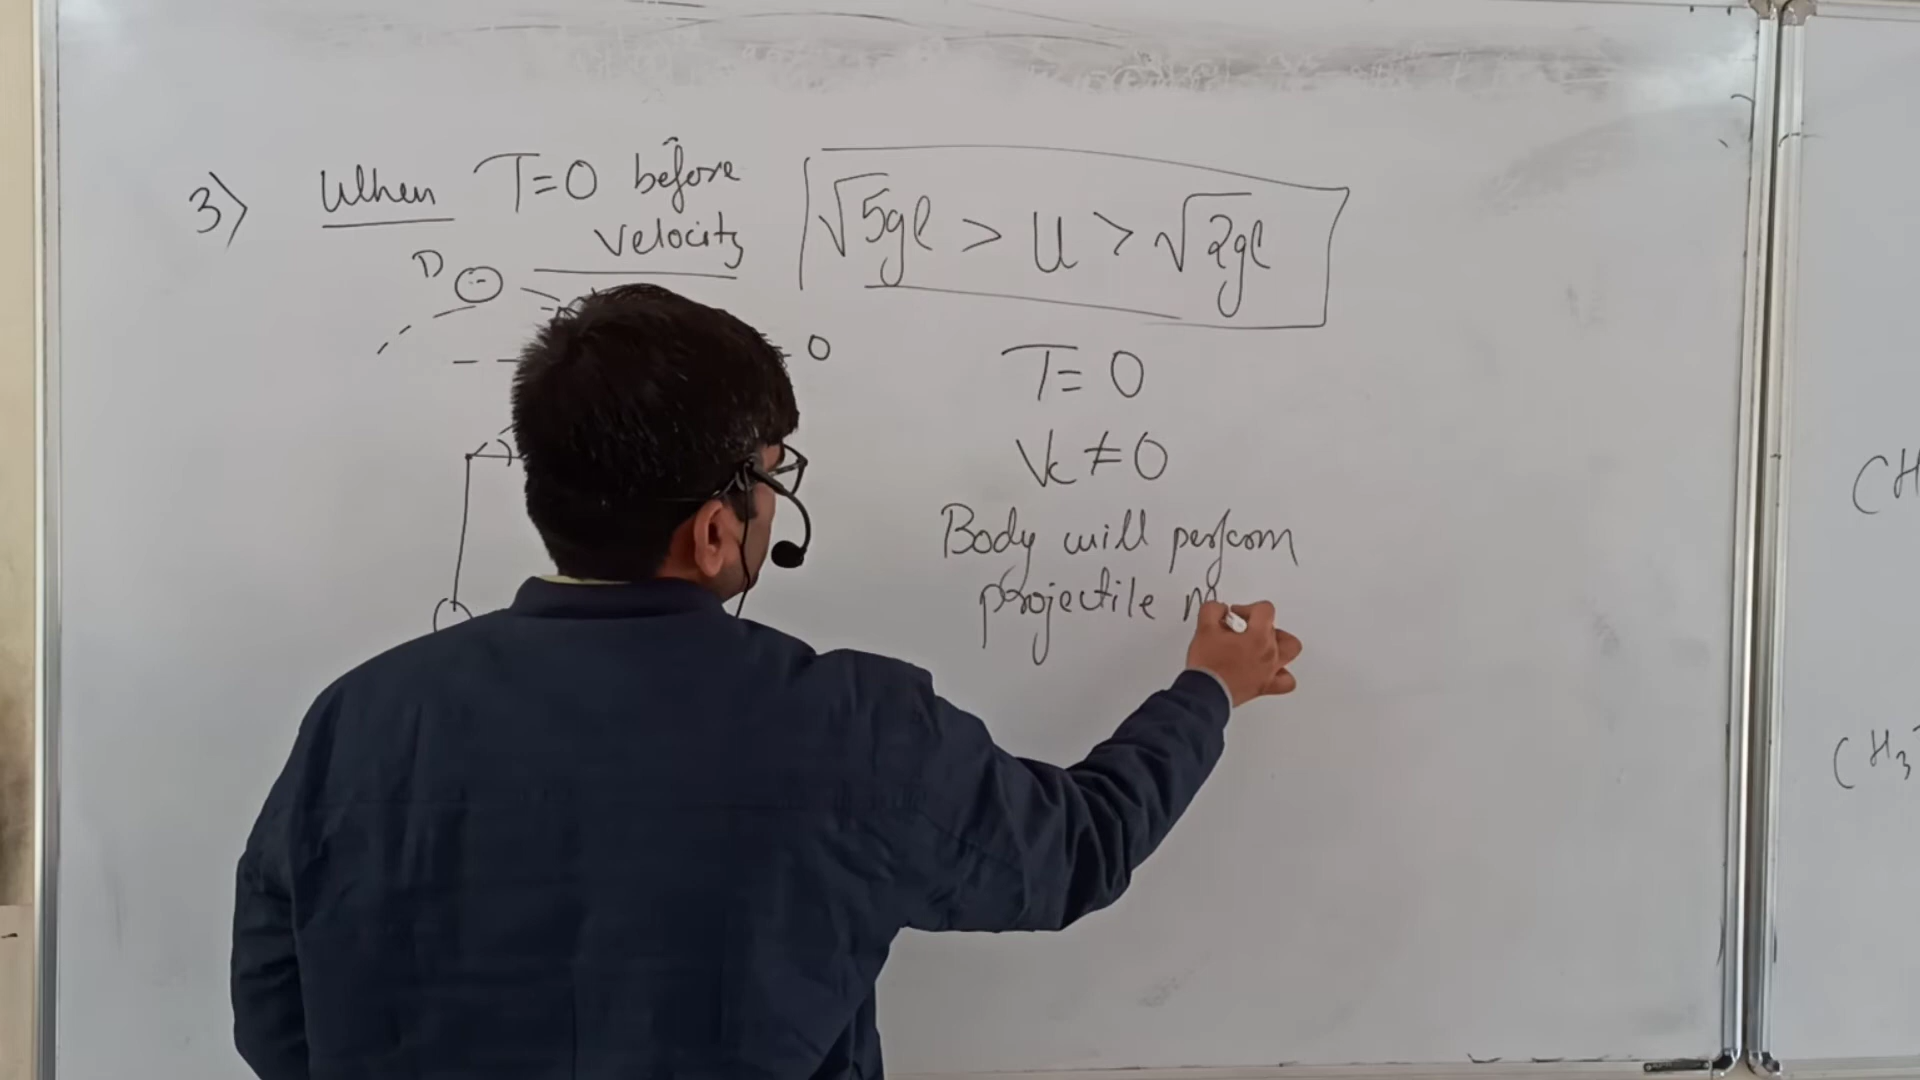 3) When T=0 before
velocity
√5gl > u > √2gl
D
O
T=0
Vc≠0
Body will perform
projectile m
CH
CH3